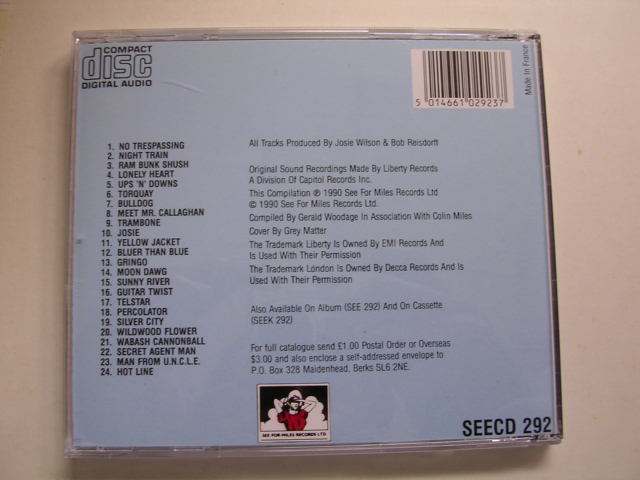 COMPACT
disc
DIGITAL AUDIO
5 014661 029237
Made In France
1. NO TRESPASSING
2. NIGHT TRAIN
3. RAM BUNK SHUSH
4. LONELY HEART
5. UPS 'N' DOWNS
6. TORQUAY
7. BULLDOG
8. MEET MR. CALLAGHAN
9. TRAMBONE
10. JOSIE
11. YELLOW JACKET
12. BLUER THAN BLUE
13. GRINGO
14. MOON DAWG
15. SUNNY RIVER
16. GUITAR TWIST
17. TELSTAR
18. PERCOLATOR
19. SILVER CITY
20. WILDWOOD FLOWER
21. WABASH CANNONBALL
22. SECRET AGENT MAN
23. MAN FROM U.N.C.L.E.
24. HOT LINE
All Tracks Produced By Josie Wilson & Bob Reisdorff
Original Sound Recordings Made By Liberty Records
A Division Of Capitol Records Inc.
This Compilation ℗ 1990 See For Miles Records Ltd
© 1990 See For Miles Records Ltd.
Compiled By Gerald Woodage In Association With Colin Miles
Cover By Grey Matter
The Trademark Liberty Is Owned By EMI Records And
Is Used With Their Permission
The Trademark London Is Owned By Decca Records And Is
Used With Their Permission
Also Available On Album (SEE 292) And On Cassette
(SEEK 292)
For full catalogue send £1.00 Postal Order or Overseas
$3.00 and also enclose a self-addressed envelope to
P.O. Box 328 Maidenhead, Berks SL6 2NE.
SEE FOR MILES RECORDS LTD
SEECD 292